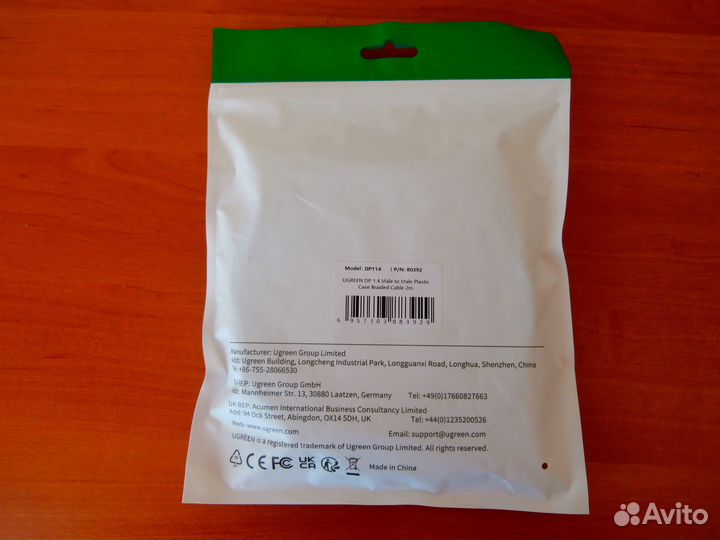 Model: DP114 | P/N: 80392
UGREEN DP 1.4 Male to Male Plastic
Case Braided Cable 2m
6 957303 883929
Manufacturer: Ugreen Group Limited
Add: Ugreen Building, Longcheng Industrial Park, Longguanxi Road, Longhua, Shenzhen, China
Tel: +86-755-28066530
EU REP: Ugreen Group GmbH
Add: Mannheimer Str. 13, 30880 Laatzen, Germany Tel: +49(0)17660827663
UK REP: Acumen International Business Consultancy Limited
Add: 94 Ock Street, Abingdon, OX14 5DH, UK Tel: +44(0)1235200526
Web: www.ugreen.com Email: support@ugreen.com
UGREEN is a registered trademark of Ugreen Group Limited. All rights reserved.
CE FC UK CA Made in China
Avito